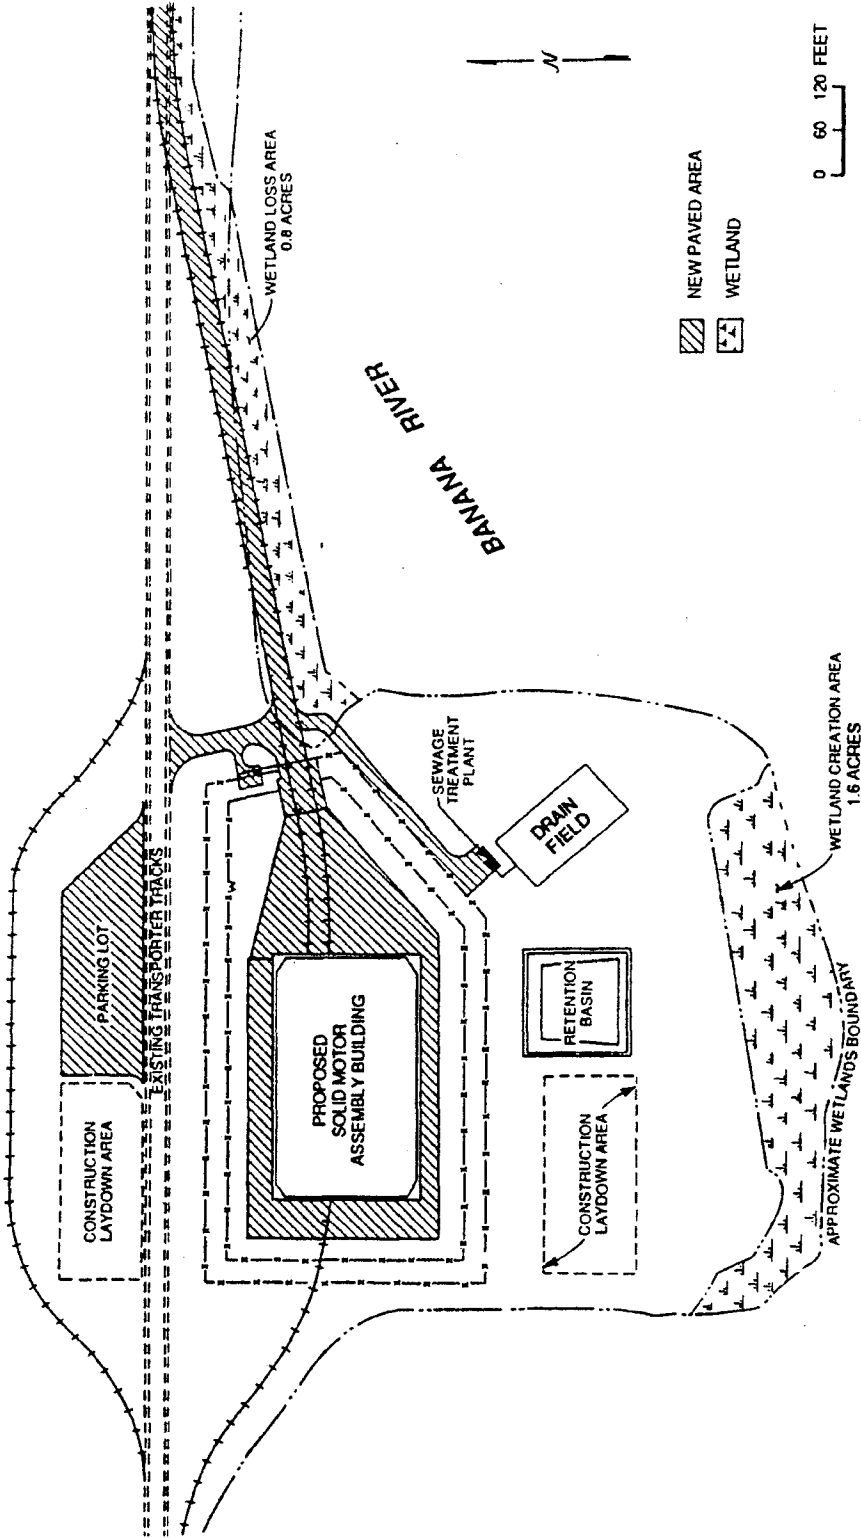 EXISTING TRANSPORTER TRACKS
PARKING LOT
CONSTRUCTION
LAYDOWN AREA
PROPOSED
SOLID MOTOR
ASSEMBLY BUILDING
WETLAND LOSS AREA
0.8 ACRES
BANANA RIVER
SEWAGE
TREATMENT
PLANT
DRAIN
FIELD
RETENTION
BASIN
CONSTRUCTION
LAYDOWN AREA
WETLAND CREATION AREA
1.6 ACRES
APPROXIMATE WETLANDS BOUNDARY
N
NEW PAVED AREA
WETLAND
0 60 120 FEET